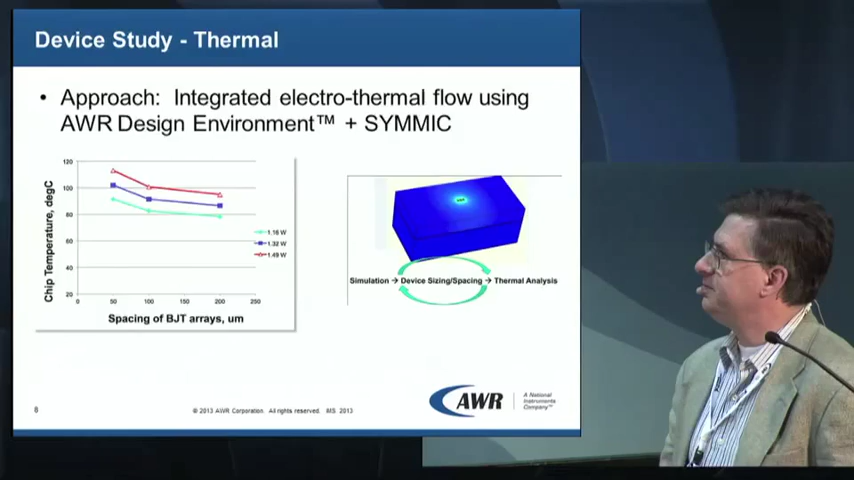 Device Study - Thermal
• Approach: Integrated electro-thermal flow using
AWR Design Environment™ + SYMMIC
Chip Temperature, degC
120
100
80
60
40
20
0
50
100
150
200
250
Spacing of BJT arrays, um
1.16 W
1.32 W
1.49 W
Simulation → Device Sizing/Spacing → Thermal Analysis
8
© 2013 AWR Corporation. All rights reserved. IMS 2013
AWR
A National
Instruments
Company™